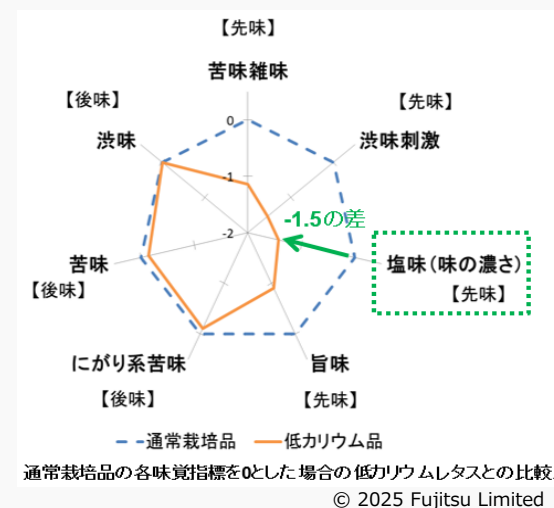 【先味】
苦味雑味
【後味】
【先味】
渋味
渋味刺激
0
-1
-1.5の差
-2
苦味
塩味（味の濃さ）
【後味】
【先味】
にがり系苦味
旨味
【後味】
【先味】
通常栽培品
低カリウム品
通常栽培品の各味覚指標を0とした場合の低カリウムレタスとの比較
© 2025 Fujitsu Limited